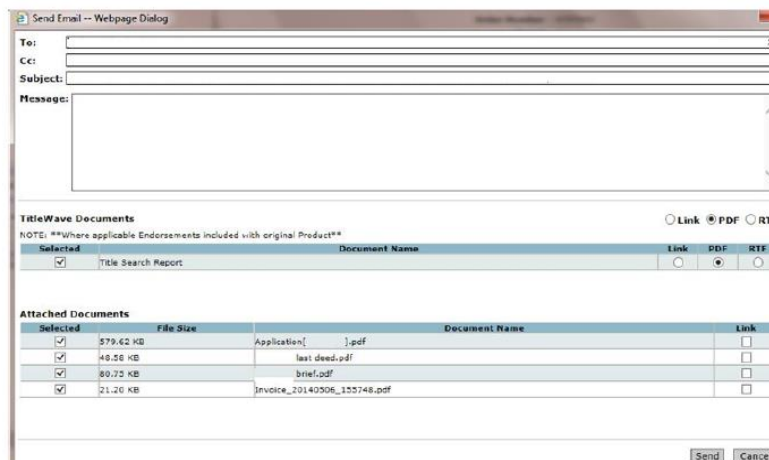 Send Email -- Webpage Dialog
To:
Cc:
Subject:
Message:
TitleWave Documents
Link PDF RT
NOTE: **Where applicable Endorsements included with original Product**
Selected Document Name Link PDF RTF
Title Search Report
Attached Documents
Selected File Size Document Name Link
579.62 KB Application[ ].pdf
48.58 KB last deed.pdf
80.75 KB brief.pdf
21.20 KB Invoice_20140506_155748.pdf
Send Cance